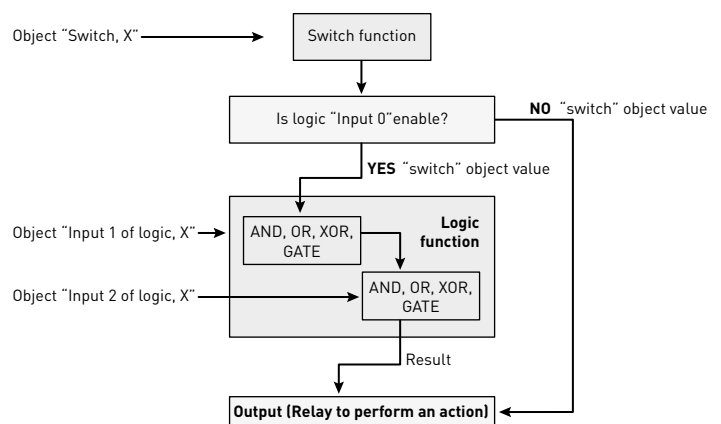 Object “Switch, X”
Switch function
Is logic “Input 0”enable?
NO “switch” object value
YES “switch” object value
Logic
function
Object “Input 1 of logic, X”
AND, OR, XOR,
GATE
Object “Input 2 of logic, X”
AND, OR, XOR,
GATE
Result
Output (Relay to perform an action)